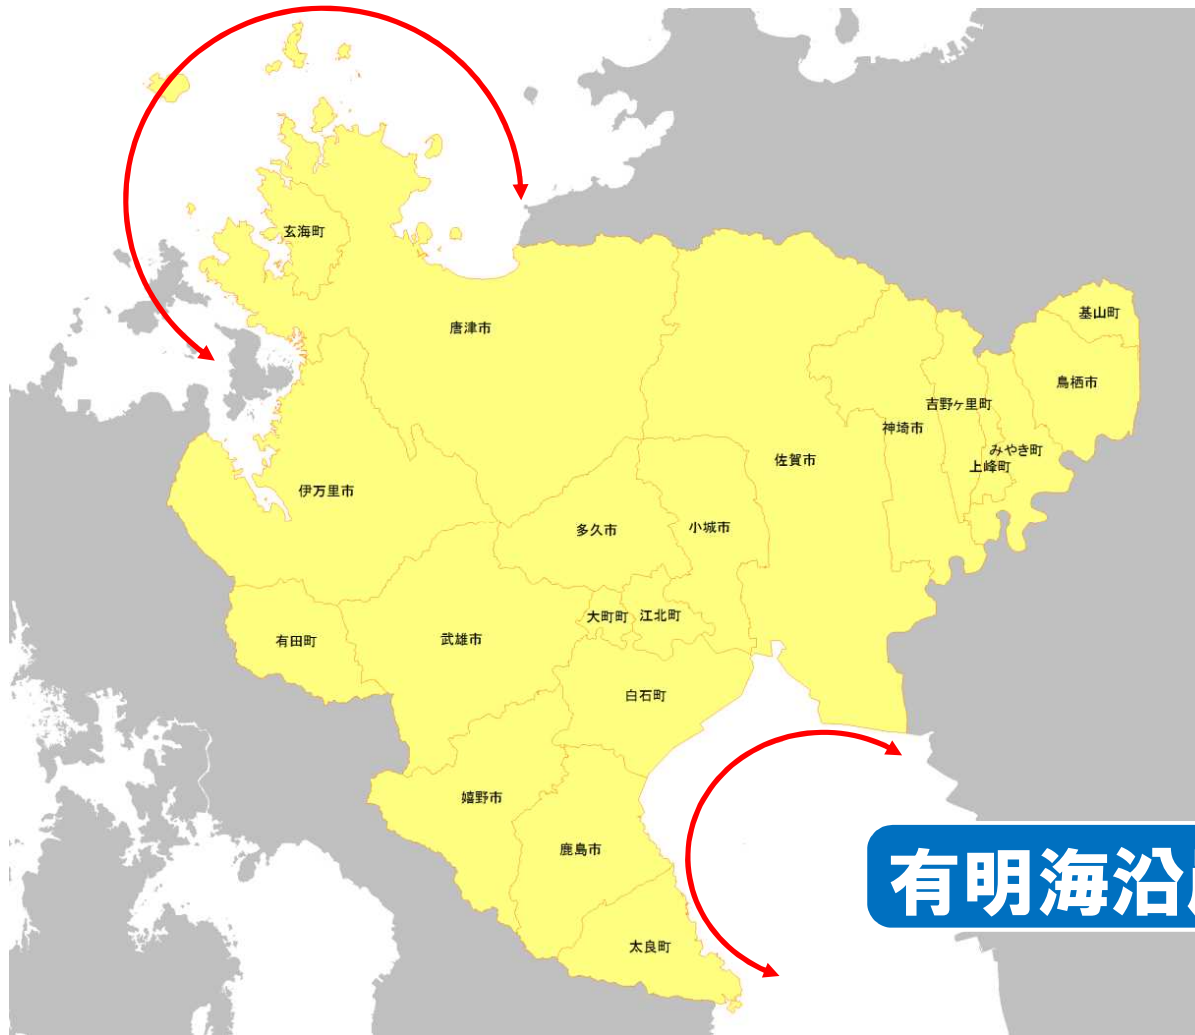 玄海町
基山町
唐津市
鳥栖市
吉野ヶ里町
神埼市
みやき町
佐賀市
上峰町
伊万里市
多久市
小城市
大町町
江北町
有田町
武雄市
白石町
嬉野市
鹿島市
有明海沿
太良町